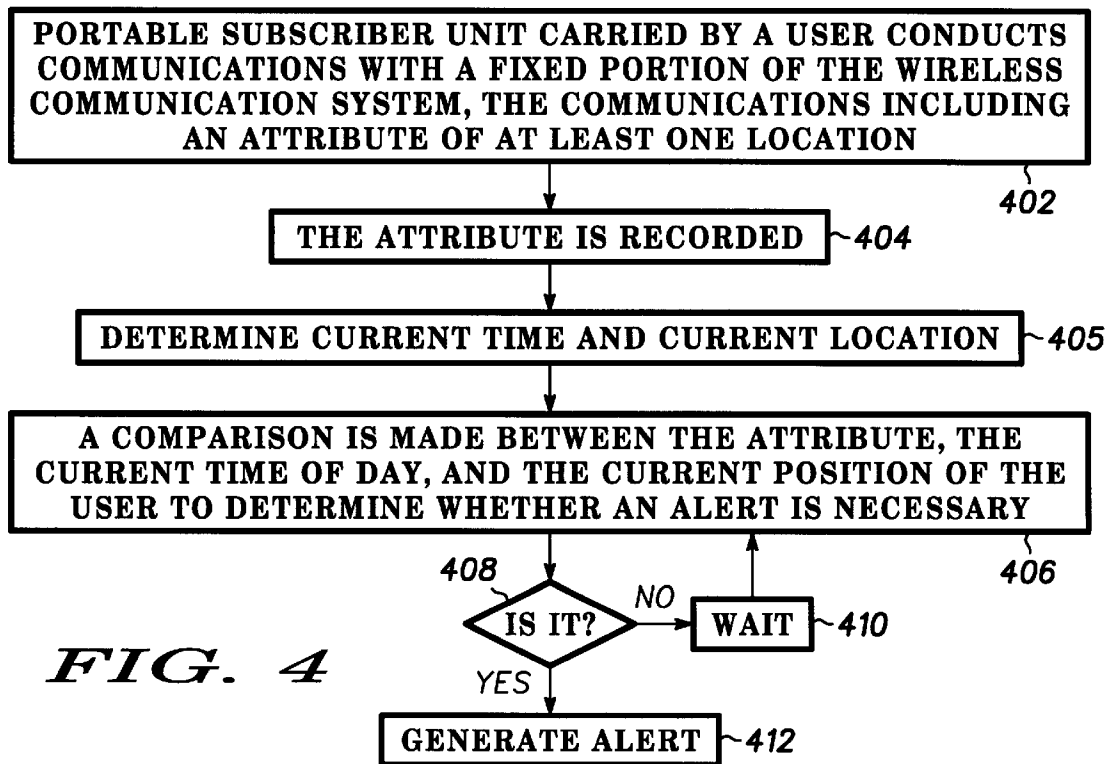 PORTABLE SUBSCRIBER UNIT CARRIED BY A USER CONDUCTS
COMMUNICATIONS WITH A FIXED PORTION OF THE WIRELESS
COMMUNICATION SYSTEM, THE COMMUNICATIONS INCLUDING
AN ATTRIBUTE OF AT LEAST ONE LOCATION
402
THE ATTRIBUTE IS RECORDED
404
DETERMINE CURRENT TIME AND CURRENT LOCATION
405
A COMPARISON IS MADE BETWEEN THE ATTRIBUTE, THE
CURRENT TIME OF DAY, AND THE CURRENT POSITION OF THE
USER TO DETERMINE WHETHER AN ALERT IS NECESSARY
406
408
IS IT?
NO
WAIT
410
YES
FIG. 4
GENERATE ALERT
412